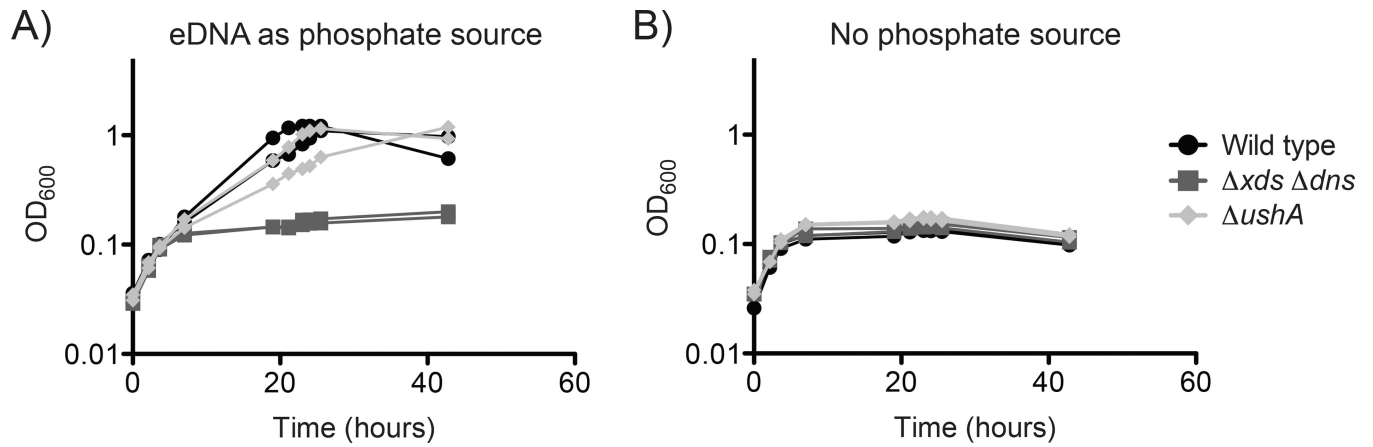 A)
eDNA as phosphate source
OD600
1
0.1
0.01
0
20
40
60
Time (hours)
B)
No phosphate source
OD600
1
0.1
0.01
0
20
40
60
Time (hours)
Wild type
Δxds Δdns
ΔushA